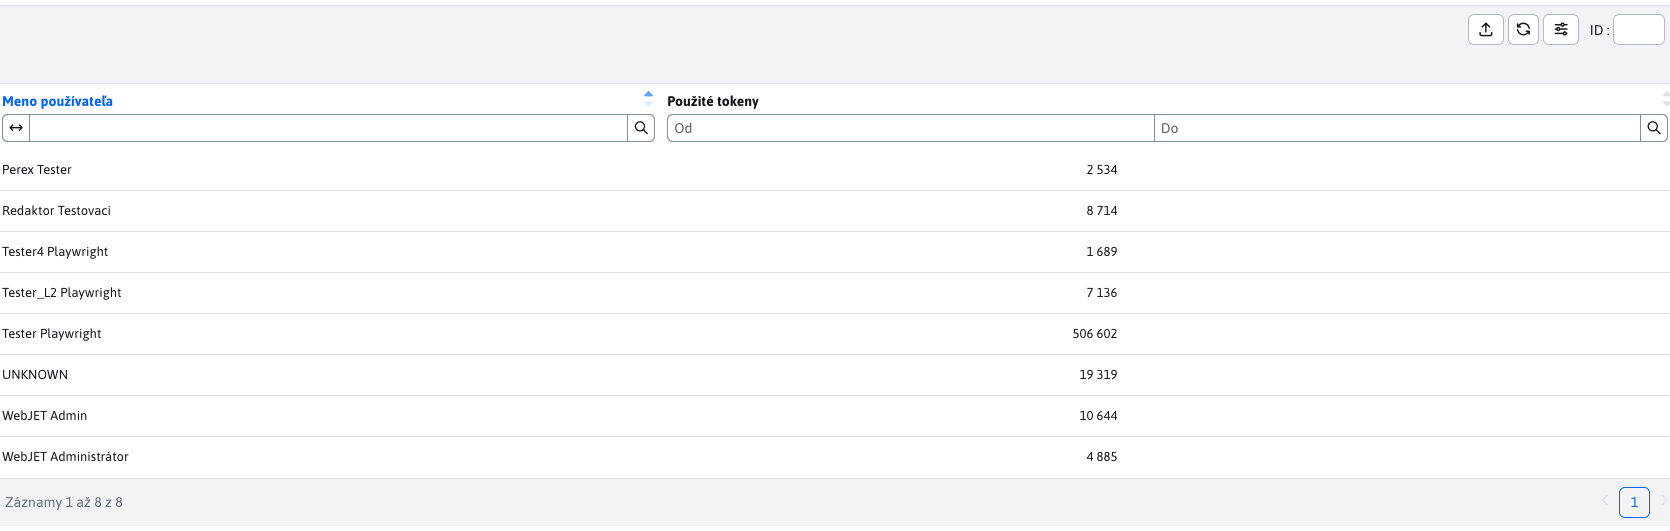 ID :
Meno používateľa Použité tokeny
Od Do
Perex Tester 2 534
Redaktor Testovaci 8 714
Tester4 Playwright 1 689
Tester_L2 Playwright 7 136
Tester Playwright 506 602
UNKNOWN 19 319
WebJET Admin 10 644
WebJET Administrátor 4 885
Záznamy 1 až 8 z 8 1